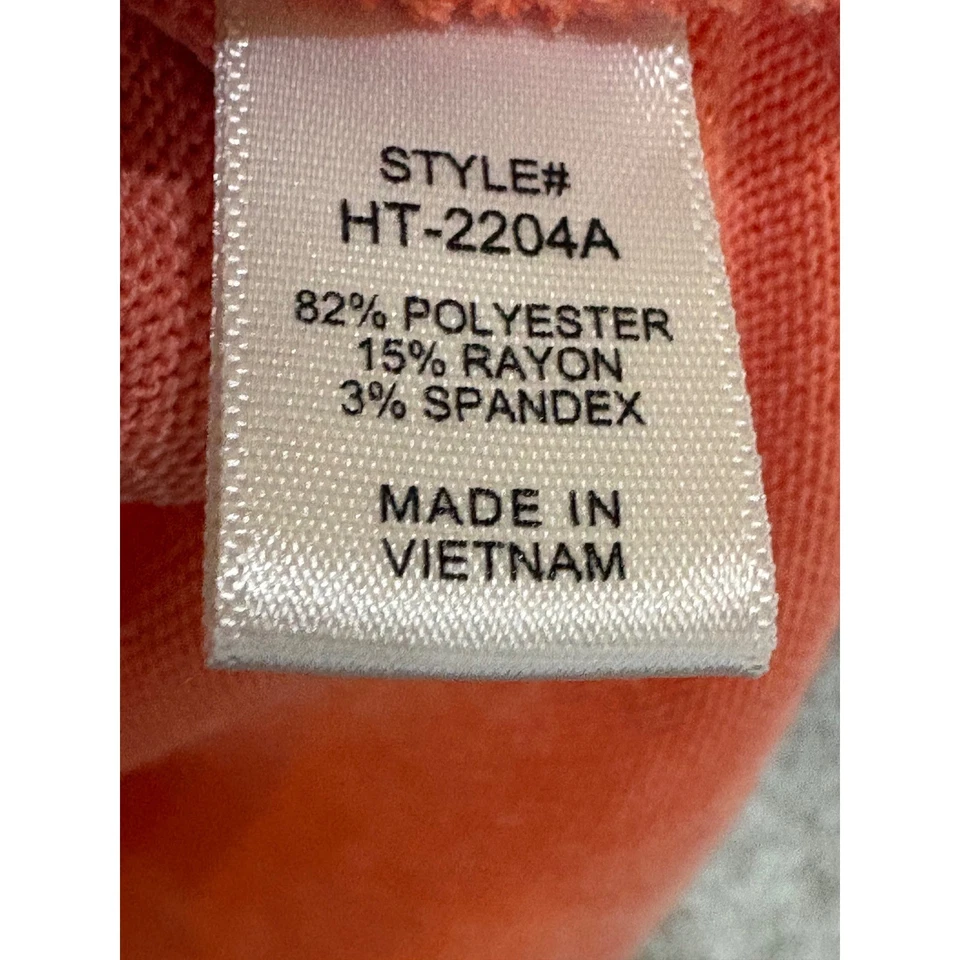 STYLE#
HT-2204A
82% POLYESTER
15% RAYON
3% SPANDEX
MADE IN
VIETNAM